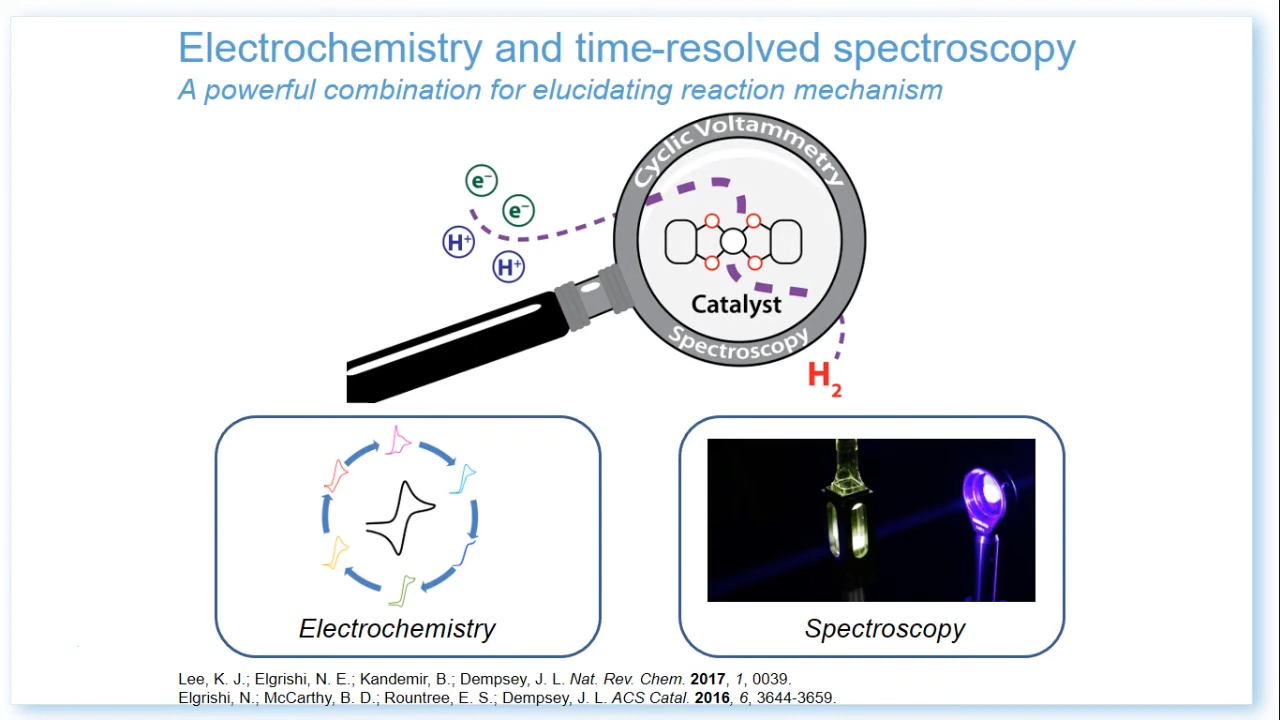 Electrochemistry and time-resolved spectroscopy
A powerful combination for elucidating reaction mechanism
Cyclic Voltammetry
e⁻
e⁻
H⁺
H⁺
Catalyst
Spectroscopy
H₂
Electrochemistry
Spectroscopy
Lee, K. J.; Elgrishi, N. E.; Kandemir, B.; Dempsey, J. L. Nat. Rev. Chem. 2017, 1, 0039.
Elgrishi, N.; McCarthy, B. D.; Rountree, E. S.; Dempsey, J. L. ACS Catal. 2016, 6, 3644-3659.